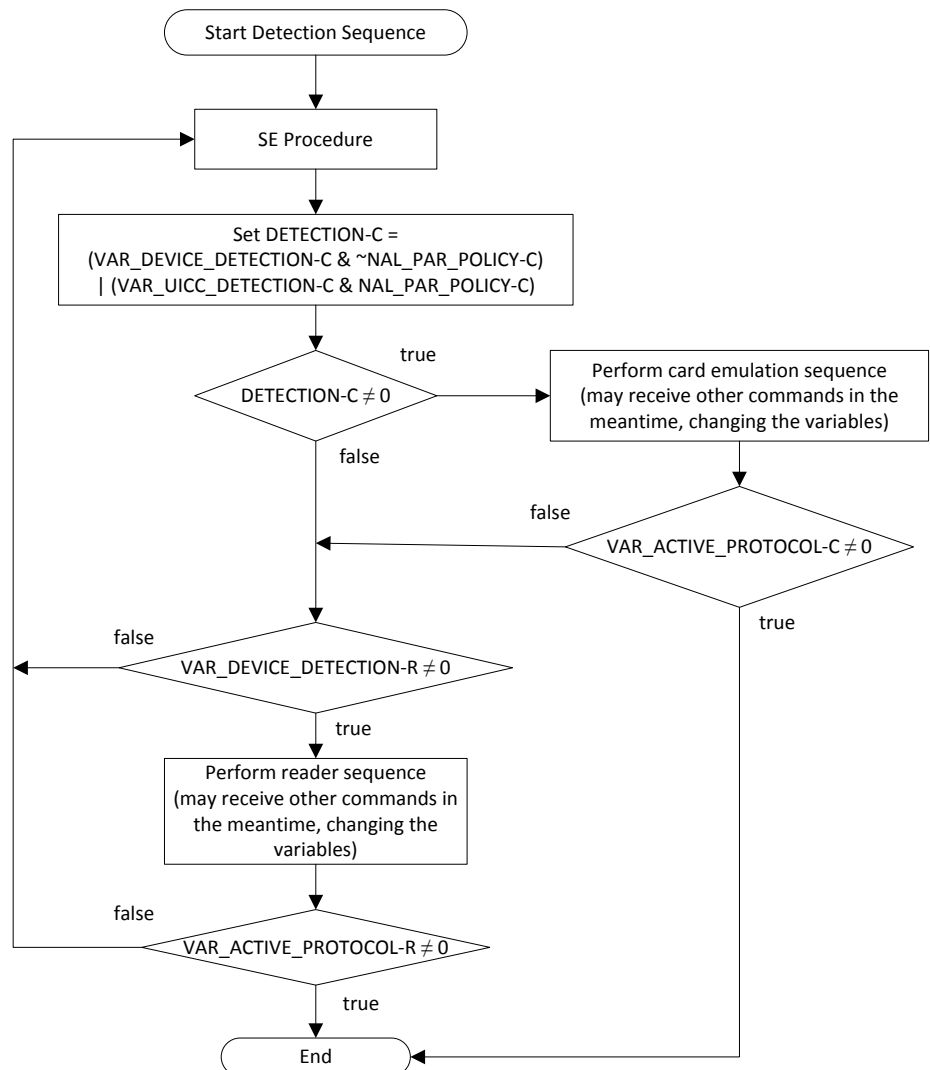 Start Detection Sequence
SE Procedure
Set DETECTION-C =
(VAR_DEVICE_DETECTION-C & ~NAL_PAR_POLICY-C)
| (VAR_UICC_DETECTION-C & NAL_PAR_POLICY-C)
true
DETECTION-C ≠ 0
Perform card emulation sequence
(may receive other commands in the
meantime, changing the variables)
false
false
VAR_ACTIVE_PROTOCOL-C ≠ 0
true
false
VAR_DEVICE_DETECTION-R ≠ 0
true
Perform reader sequence
(may receive other commands in
the meantime, changing the
variables)
false
VAR_ACTIVE_PROTOCOL-R ≠ 0
true
End